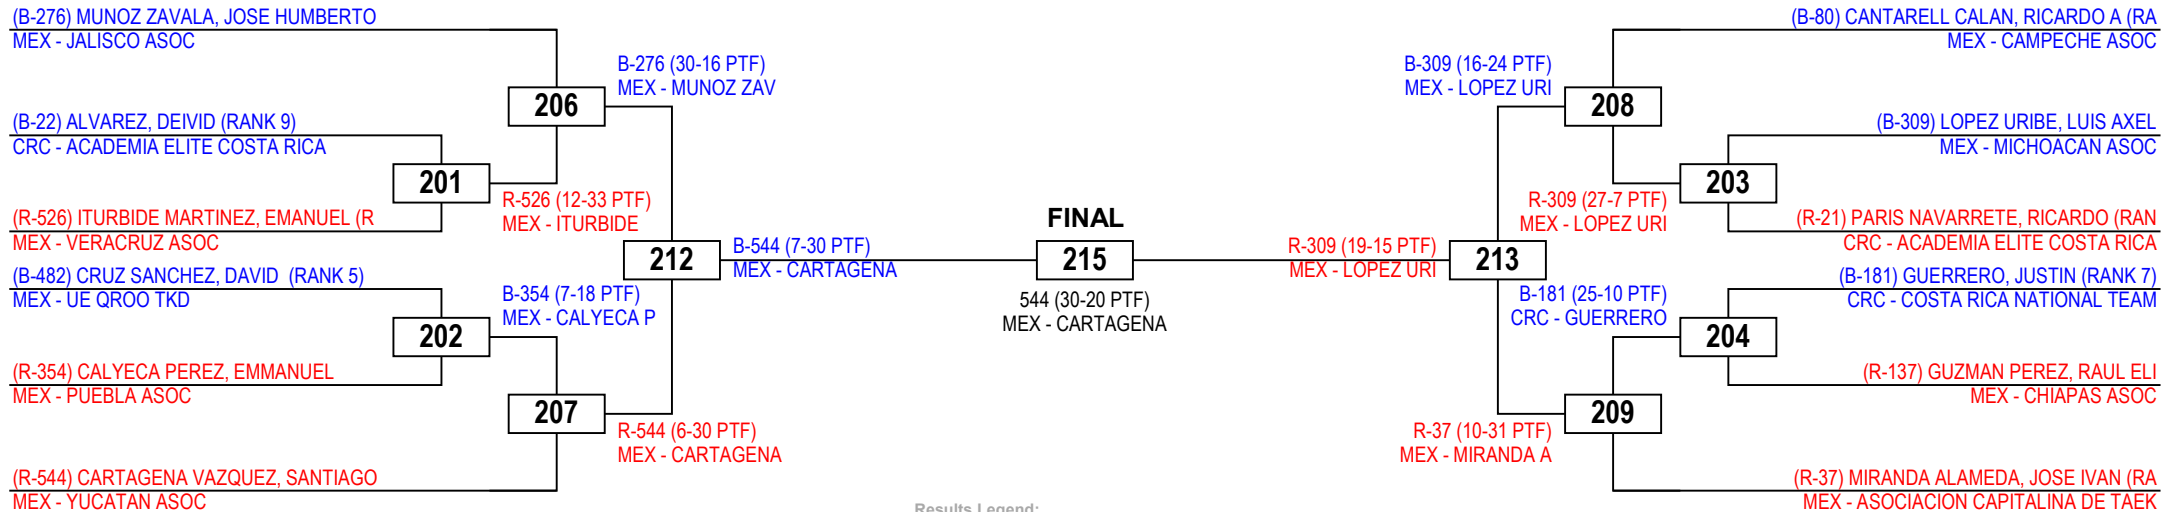 (B-276) MUNOZ ZAVALA, JOSE HUMBERTO
MEX - JALISCO ASOC
(B-22) ALVAREZ, DEIVID (RANK 9)
CRC - ACADEMIA ELITE COSTA RICA
(R-526) ITURBIDE MARTINEZ, EMANUEL (R
MEX - VERACRUZ ASOC
(B-482) CRUZ SANCHEZ, DAVID  (RANK 5)
MEX - UE QROO TKD
(R-354) CALYECA PEREZ, EMMANUEL
MEX - PUEBLA ASOC
(R-544) CARTAGENA VAZQUEZ, SANTIAGO
MEX - YUCATAN ASOC
201
202
R-526 (12-33 PTF)
MEX - ITURBIDE
B-354 (7-18 PTF)
MEX - CALYECA P
206
207
B-276 (30-16 PTF)
MEX - MUNOZ ZAV
R-544 (6-30 PTF)
MEX - CARTAGENA
212
B-544 (7-30 PTF)
MEX - CARTAGENA
FINAL
215
544 (30-20 PTF)
MEX - CARTAGENA
Results Legend:
R-309 (19-15 PTF)
MEX - LOPEZ URI
213
B-309 (16-24 PTF)
MEX - LOPEZ URI
R-37 (10-31 PTF)
MEX - MIRANDA A
208
209
R-309 (27-7 PTF)
MEX - LOPEZ URI
B-181 (25-10 PTF)
CRC - GUERRERO
203
204
(B-80) CANTARELL CALAN, RICARDO A (RA
MEX - CAMPECHE ASOC
(B-309) LOPEZ URIBE, LUIS AXEL
MEX - MICHOACAN ASOC
(R-21) PARIS NAVARRETE, RICARDO (RAN
CRC - ACADEMIA ELITE COSTA RICA
(B-181) GUERRERO, JUSTIN (RANK 7)
CRC - COSTA RICA NATIONAL TEAM
(R-137) GUZMAN PEREZ, RAUL ELI
MEX - CHIAPAS ASOC
(R-37) MIRANDA ALAMEDA, JOSE IVAN (RA
MEX - ASOCIACION CAPITALINA DE TAEK